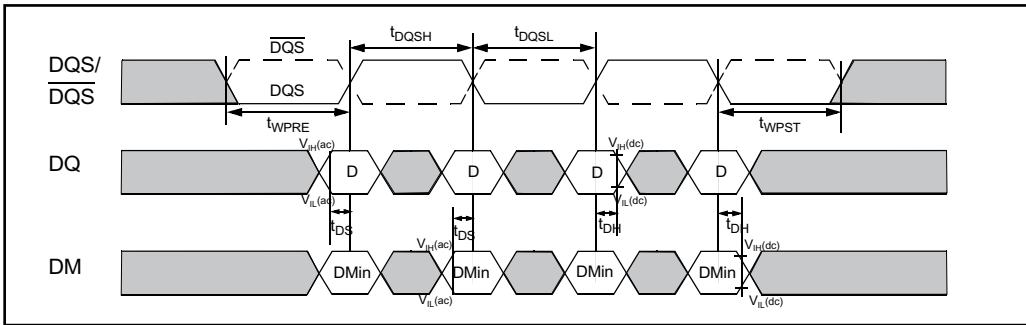 tDQSH tDQSL
DQS
DQS/
DQS
DQS
tWPRE tWPST
VIH(ac) VIH(dc)
DQ D D D D
VIL(ac) VIL(dc)
tDS tDS tDH tDH
VIH(ac) VIH(dc)
DM DMin DMin DMin DMin
VIL(ac) VIL(dc)